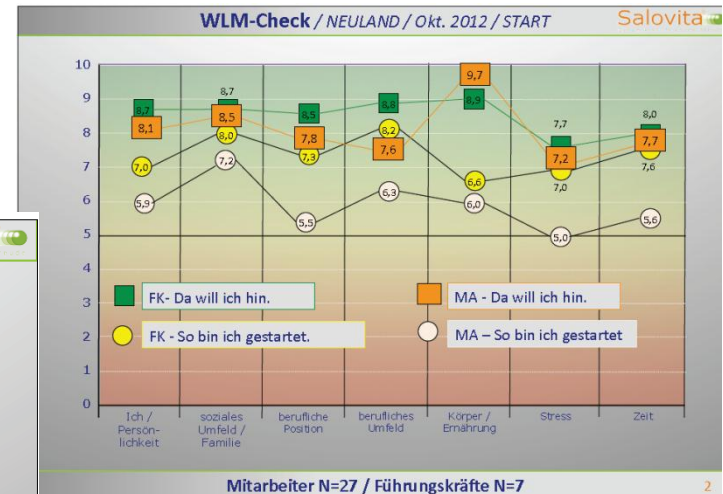 WLM-Check / NEULAND / Okt. 2012 / START
Salovita
10
9
8
7
6
5
4
3
2
1
0
8,7 8,7 8,5 8,8 8,9 7,7 8,0
8,1 8,5 7,8 7,6 9,7 7,2 7,7
7,0 8,0 7,3 8,2 6,6 7,0 7,6
5,9 7,2 5,5 6,3 6,0 5,0 5,6
FK- Da will ich hin.
MA - Da will ich hin.
FK - So bin ich gestartet.
MA – So bin ich gestartet
Ich /
Persön-
lichkeit
soziales
Umfeld /
Familie
berufliche
Position
berufliches
Umfeld
Körper /
Ernährung
Stress
Zeit
Mitarbeiter N=27 / Führungskräfte N=7
2